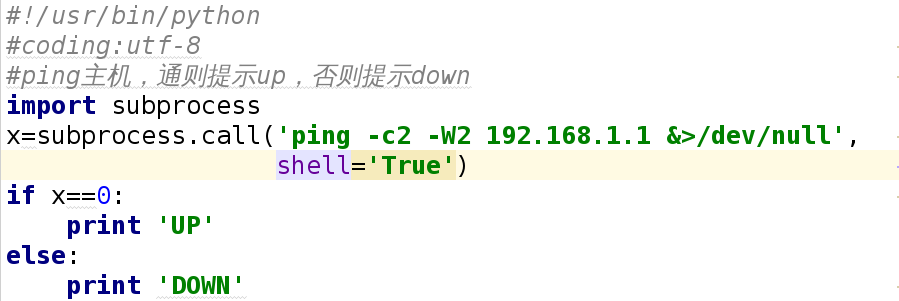 #!/usr/bin/python
#coding:utf-8
#ping主机，通则提示up，否则提示down
import subprocess
x=subprocess.call('ping -c2 -W2 192.168.1.1 &>/dev/null',
                  shell='True')
if x==0:
    print 'UP'
else:
    print 'DOWN'